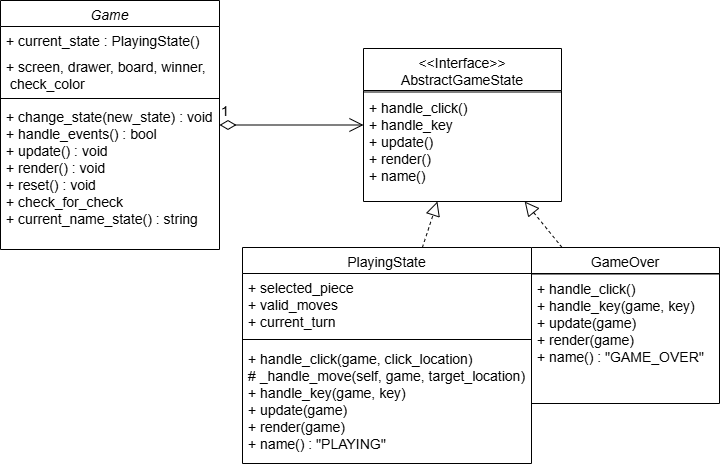 Game
+ current_state : PlayingState()
+ screen, drawer, board, winner,
check_color
+ change_state(new_state) : void
+ handle_events() : bool
+ update() : void
+ render() : void
+ reset() : void
+ check_for_check
+ current_name_state() : string
1
<<Interface>>
AbstractGameState
+ handle_click()
+ handle_key
+ update()
+ render()
+ name()
PlayingState
+ selected_piece
+ valid_moves
+ current_turn
+ handle_click(game, click_location)
# _handle_move(self, game, target_location)
+ handle_key(game, key)
+ update(game)
+ render(game)
+ name() : "PLAYING"
GameOver
+ handle_click()
+ handle_key(game, key)
+ update(game)
+ render(game)
+ name() : "GAME_OVER"